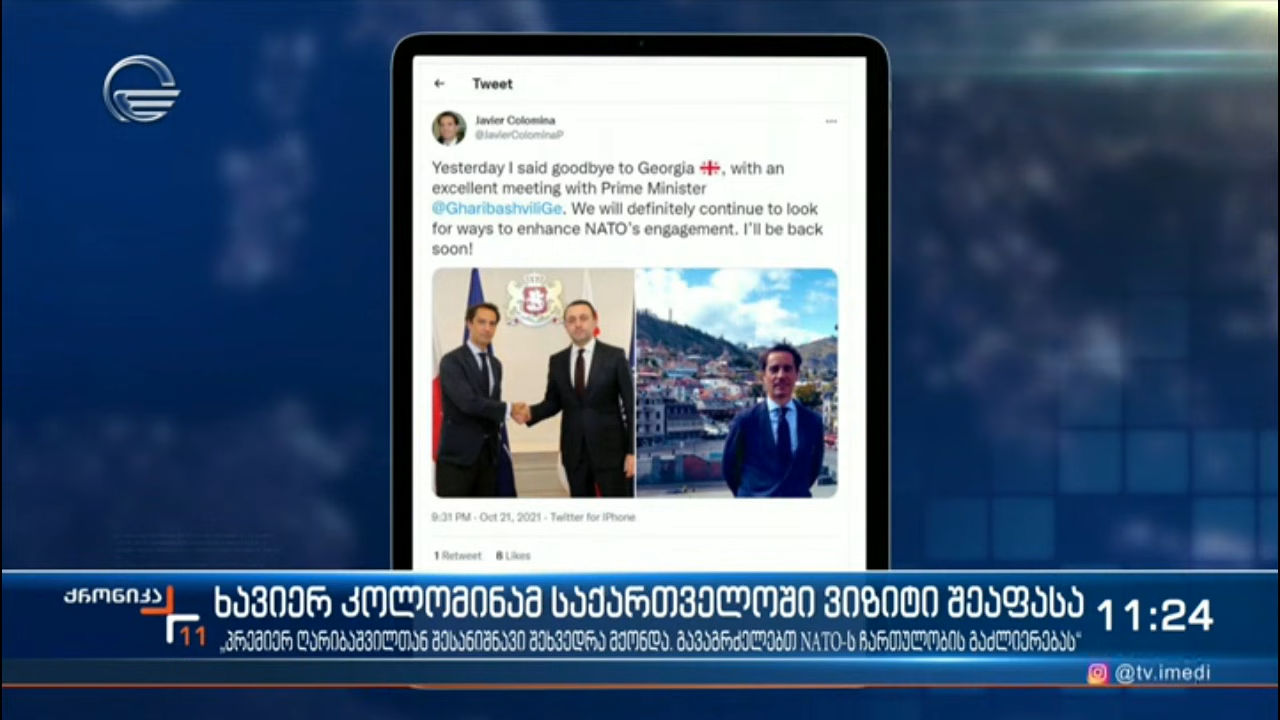 Tweet
Javier Colomina
@JavierColominaP
Yesterday I said goodbye to Georgia 🇬🇪, with an
excellent meeting with Prime Minister
@GharibashviliGe. We will definitely continue to look
for ways to enhance NATO's engagement. I'll be back
soon!
9:31 PM · Oct 21, 2021 · Twitter for iPhone
1 Retweet 8 Likes
ქრონიკა
11
ხავიერ კოლომინამ საქართველოში ვიზიტი შეაფასა
11:24
„პრემიერ ღარიბაშვილთან შესანიშნავი შეხვედრა მქონდა. გავაგრძელებთ NATO-ს ჩართულობის გაძლიერებას“
@tv.imedi